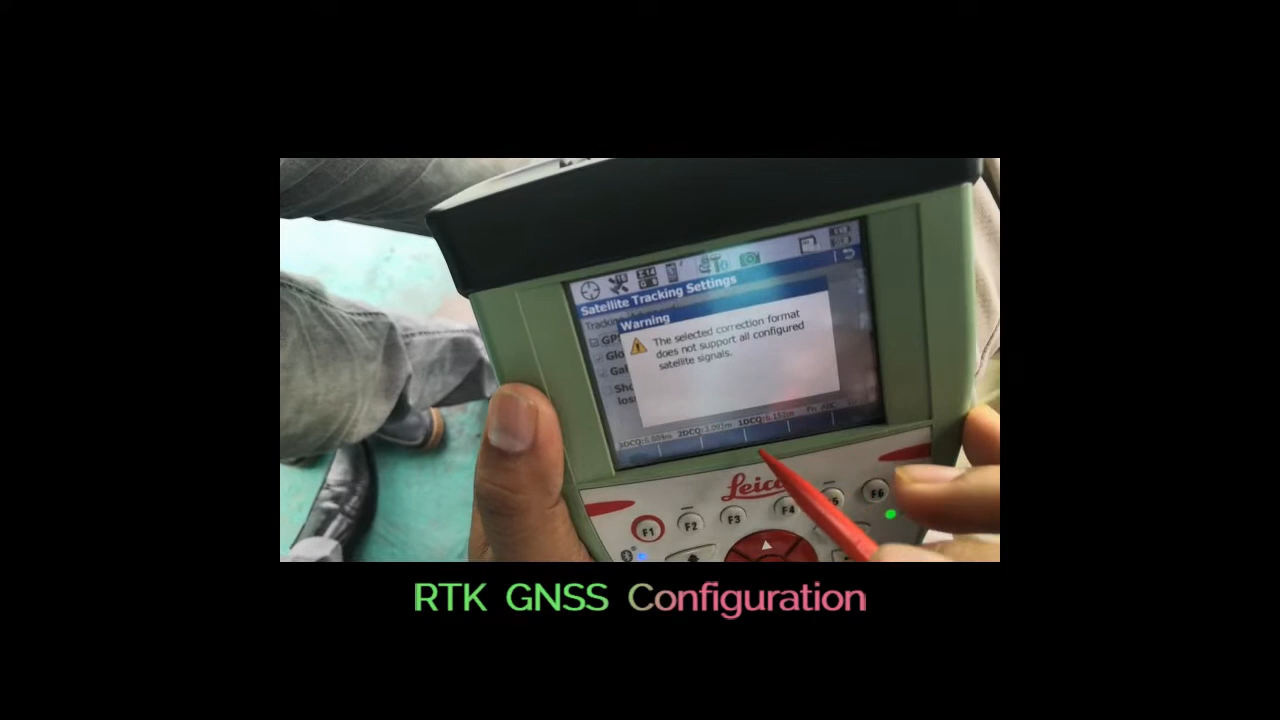 Satellite Tracking Settings
Warning
The selected correction format
does not support all configured
satellite signals.
Leica
F1
F2
F3
F4
F6
RTK GNSS Configuration